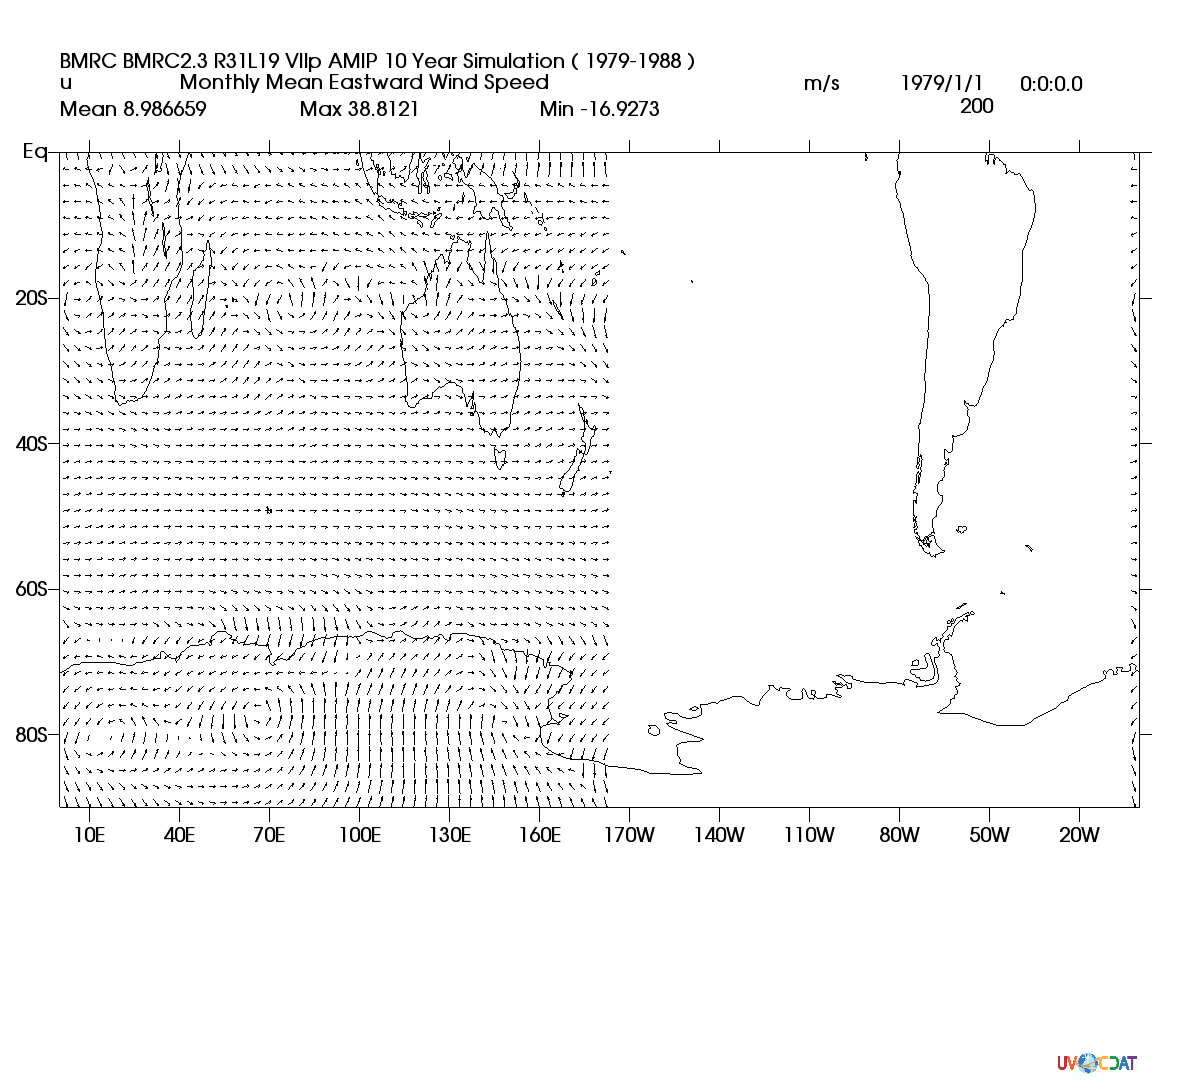 BMRC BMRC2.3 R31L19 VIIp AMIP 10 Year Simulation ( 1979-1988 )
u Monthly Mean Eastward Wind Speed m/s 1979/1/1 0:0:0.0
Mean 8.986659 Max 38.8121 Min -16.9273 200
Eq
20S
40S
60S
80S
10E 40E 70E 100E 130E 160E 170W 140W 110W 80W 50W 20W
UV CDAT